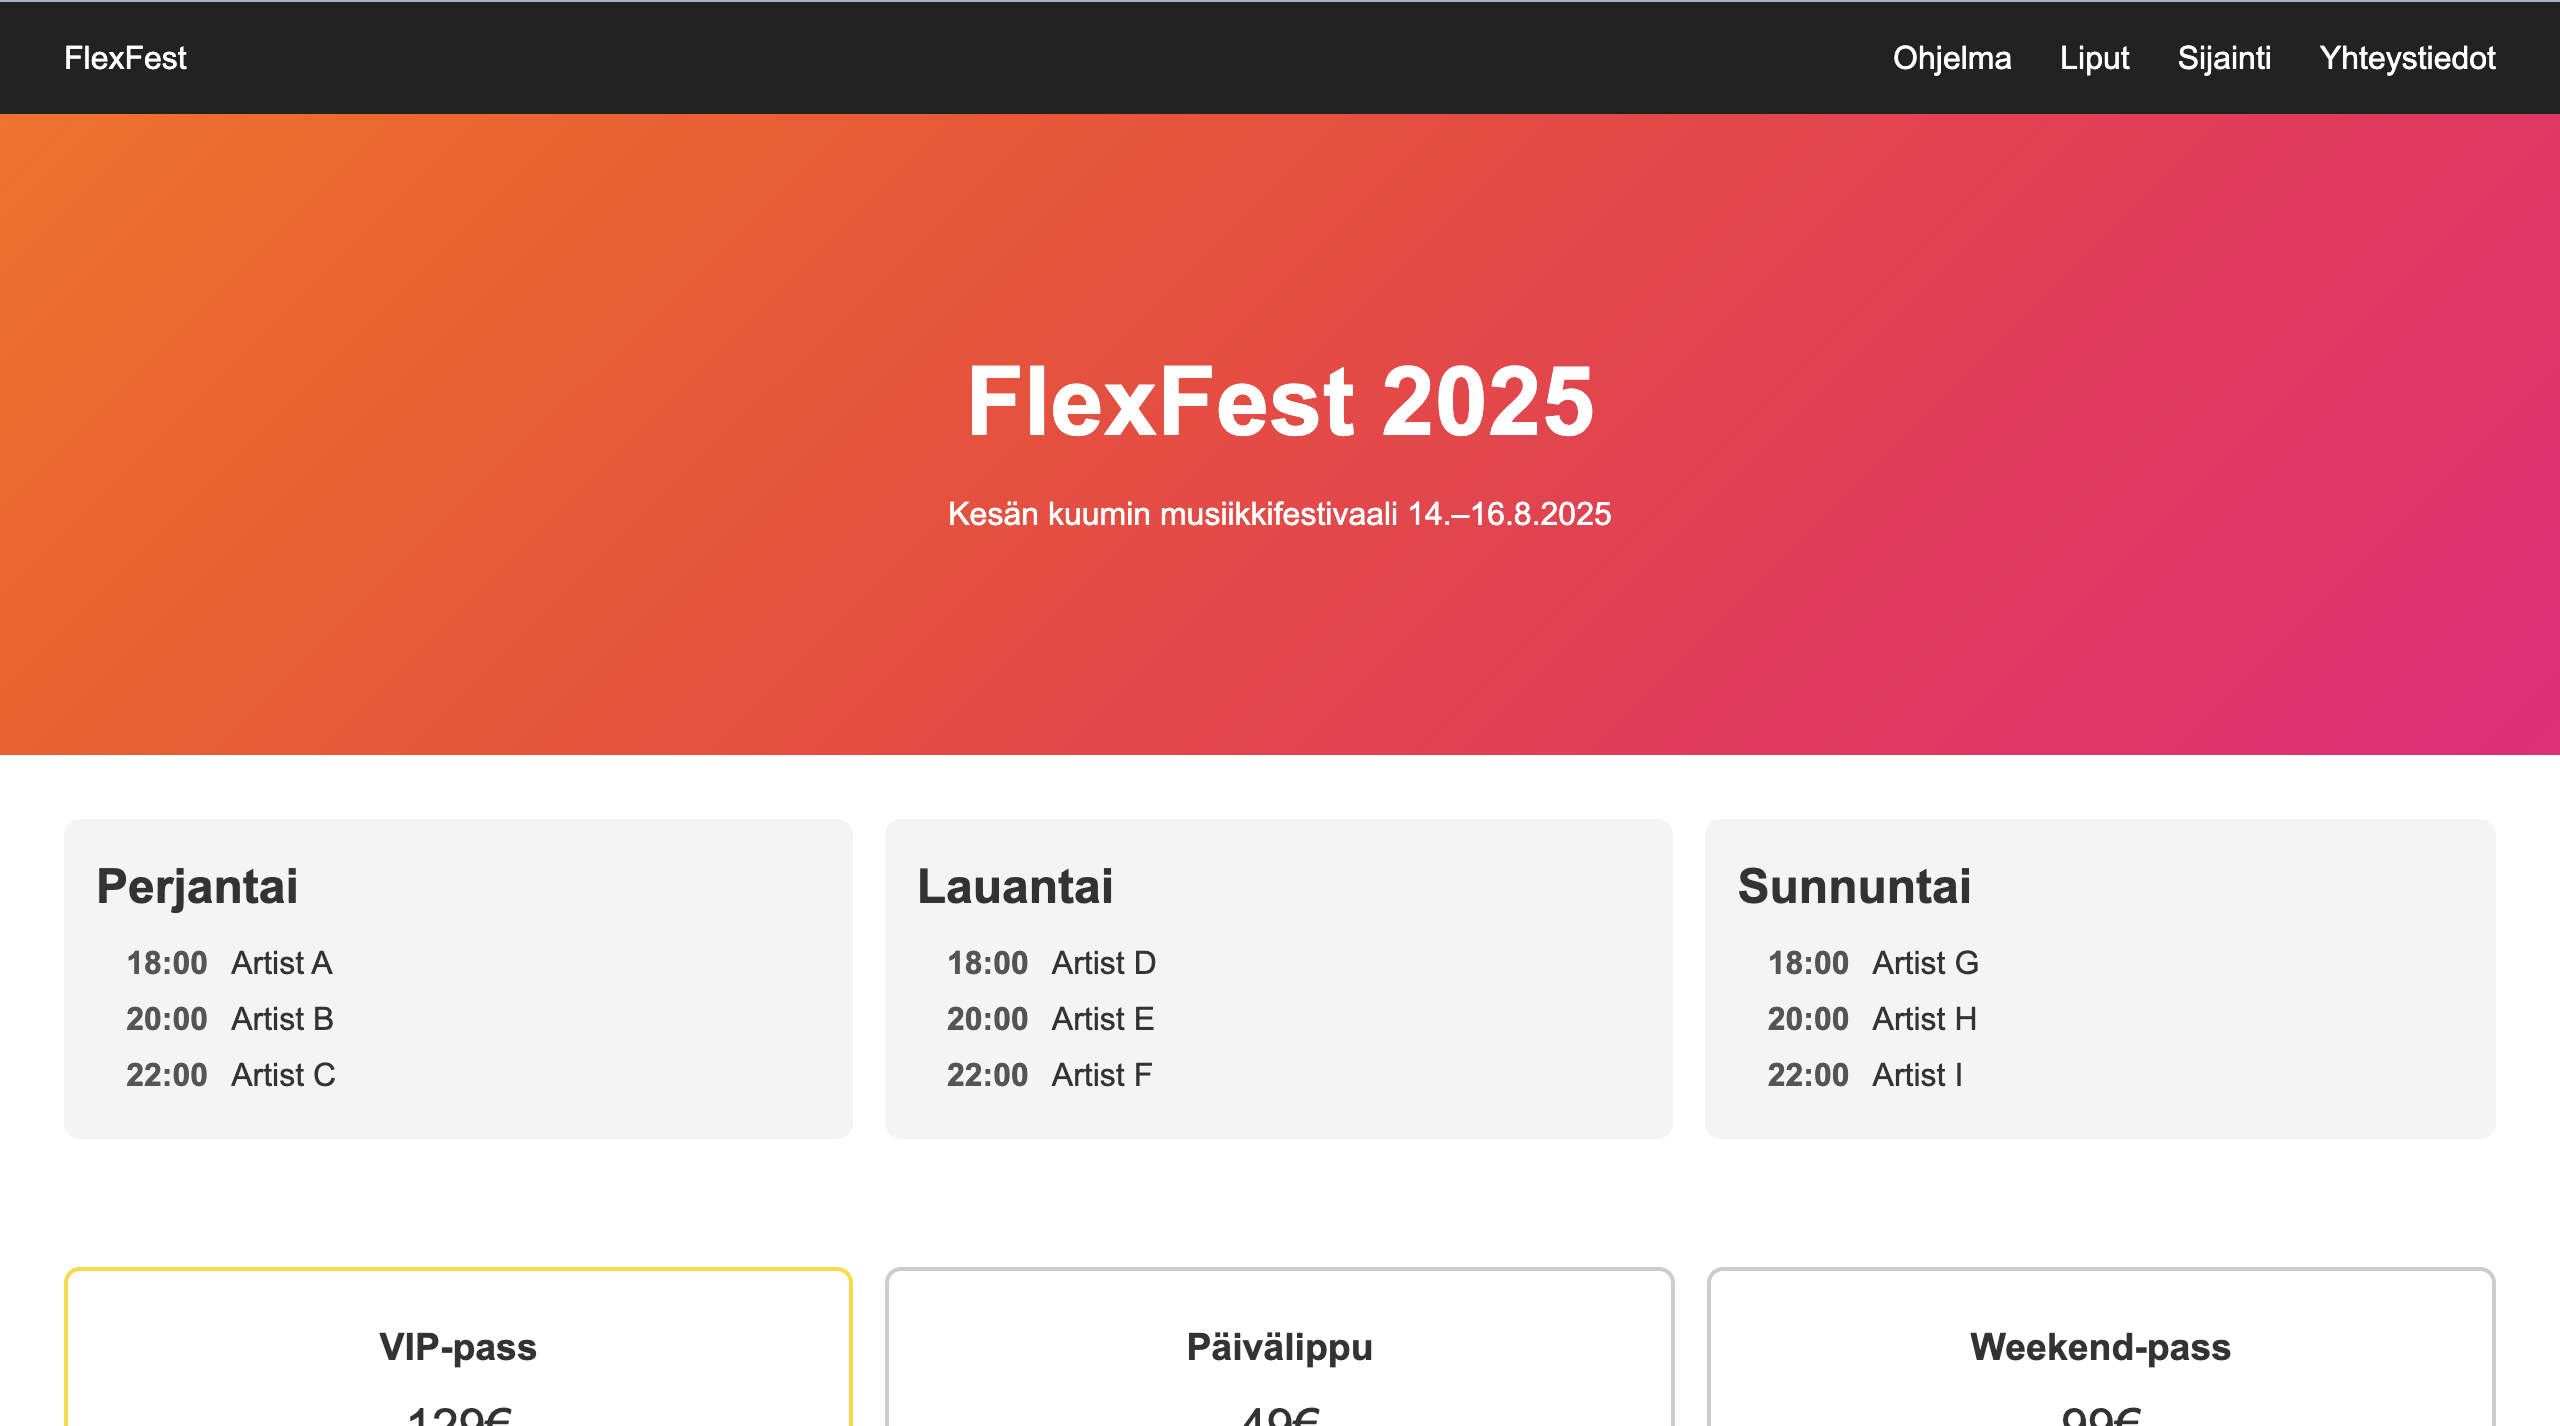 FlexFest
Ohjelma Liput Sijainti Yhteystiedot
FlexFest 2025
Kesän kuumin musiikkifestivaali 14.–16.8.2025
Perjantai
18:00 Artist A
20:00 Artist B
22:00 Artist C
Lauantai
18:00 Artist D
20:00 Artist E
22:00 Artist F
Sunnuntai
18:00 Artist G
20:00 Artist H
22:00 Artist I
VIP-pass
129€
Päivälippu
49€
Weekend-pass
99€